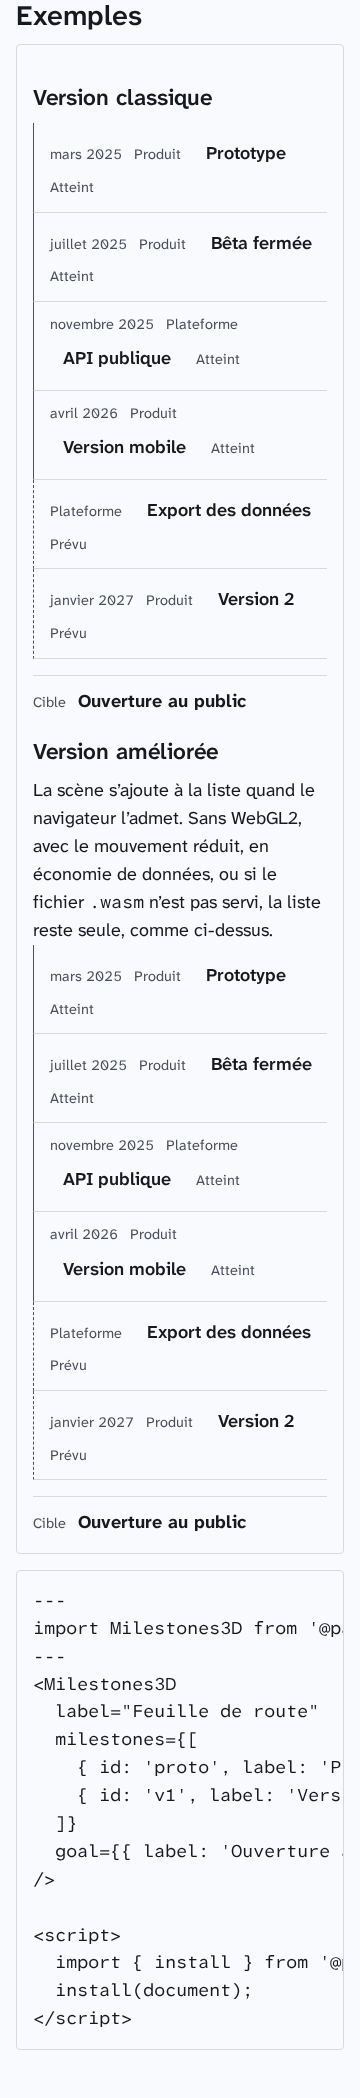 Exemples
Version classique
mars 2025 Produit Prototype
Atteint
juillet 2025 Produit Bêta fermée
Atteint
novembre 2025 Plateforme
API publique Atteint
avril 2026 Produit
Version mobile Atteint
Plateforme Export des données
Prévu
janvier 2027 Produit Version 2
Prévu
Cible Ouverture au public
Version améliorée
La scène s’ajoute à la liste quand le
navigateur l’admet. Sans WebGL2,
avec le mouvement réduit, en
économie de données, ou si le
fichier .wasm n’est pas servi, la liste
reste seule, comme ci-dessus.
mars 2025 Produit Prototype
Atteint
juillet 2025 Produit Bêta fermée
Atteint
novembre 2025 Plateforme
API publique Atteint
avril 2026 Produit
Version mobile Atteint
Plateforme Export des données
Prévu
janvier 2027 Produit Version 2
Prévu
Cible Ouverture au public
---
import Milestones3D from '@p
---
<Milestones3D
  label="Feuille de route"
  milestones={[
    { id: 'proto', label: 'P
    { id: 'v1', label: 'Vers
  ]}
  goal={{ label: 'Ouverture
/>
<script>
  import { install } from '@
  install(document);
</script>